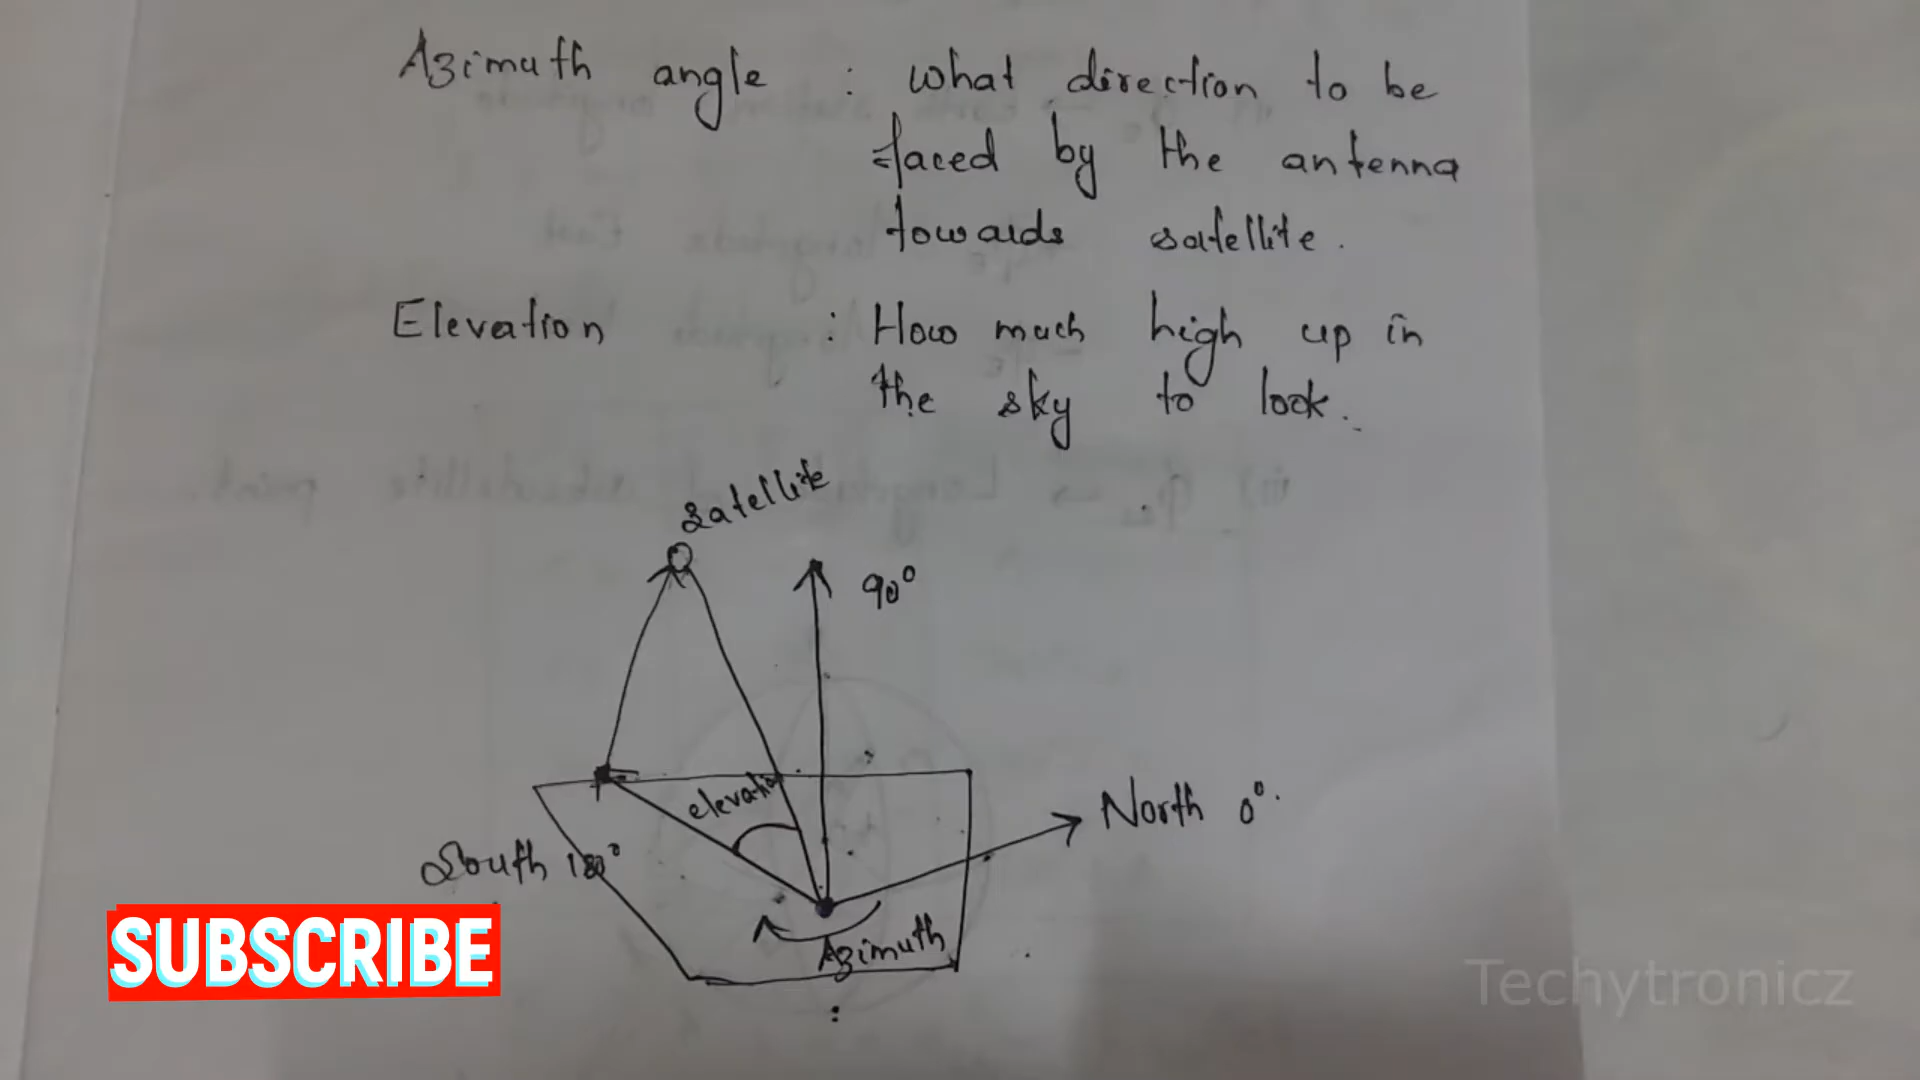 Azimuth angle : what direction to be
faced by the antenna
towards satellite.
Elevation : How much high up in
the sky to look.
Satellite
90°
elevation
North 0°.
South 180°
Azimuth
SUBSCRIBE
Techytronicz